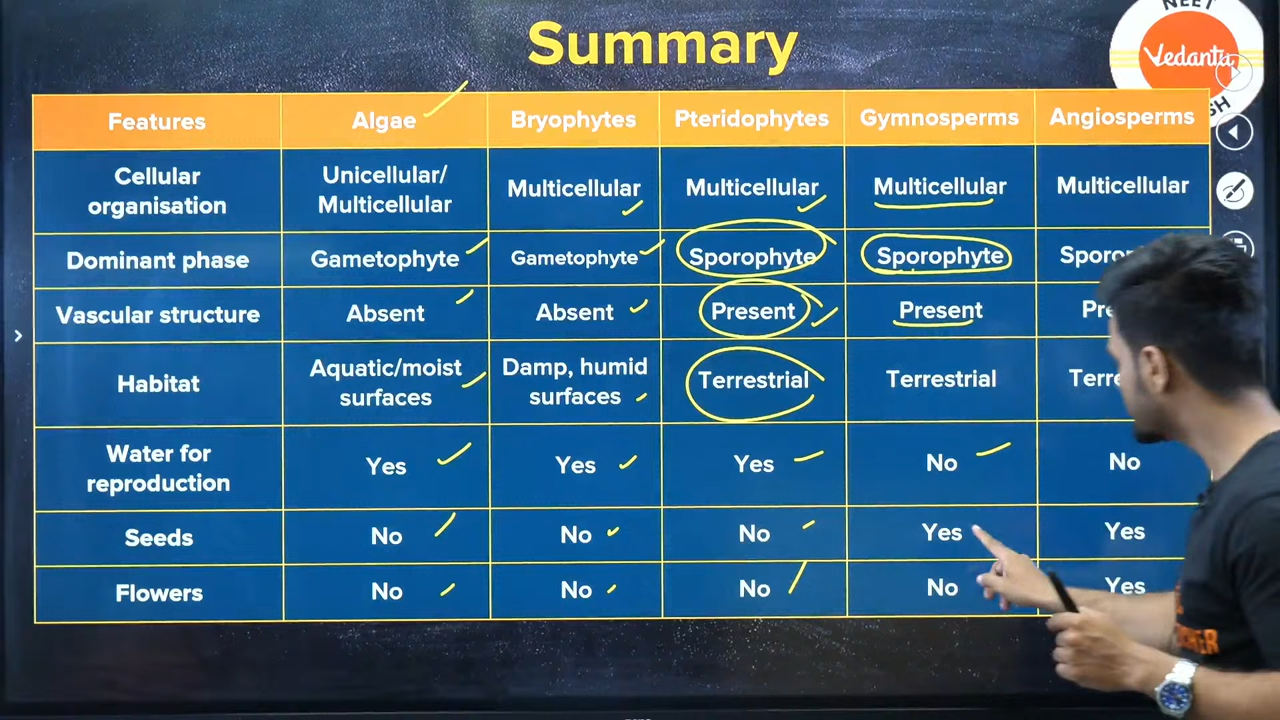 Summary
NEET
Vedantu
Features
Algae
Bryophytes
Pteridophytes
Gymnosperms
Angiosperms
Cellular
organisation
Unicellular/
Multicellular
Multicellular
Multicellular
Multicellular
Multicellular
Dominant phase
Gametophyte
Gametophyte
Sporophyte
Sporophyte
Sporo
Vascular structure
Absent
Absent
Present
Present
Pre
Habitat
Aquatic/moist
surfaces
Damp, humid
surfaces
Terrestrial
Terrestrial
Terre
Water for
reproduction
Yes
Yes
Yes
No
No
Seeds
No
No
No
Yes
Yes
Flowers
No
No
No
No
Yes